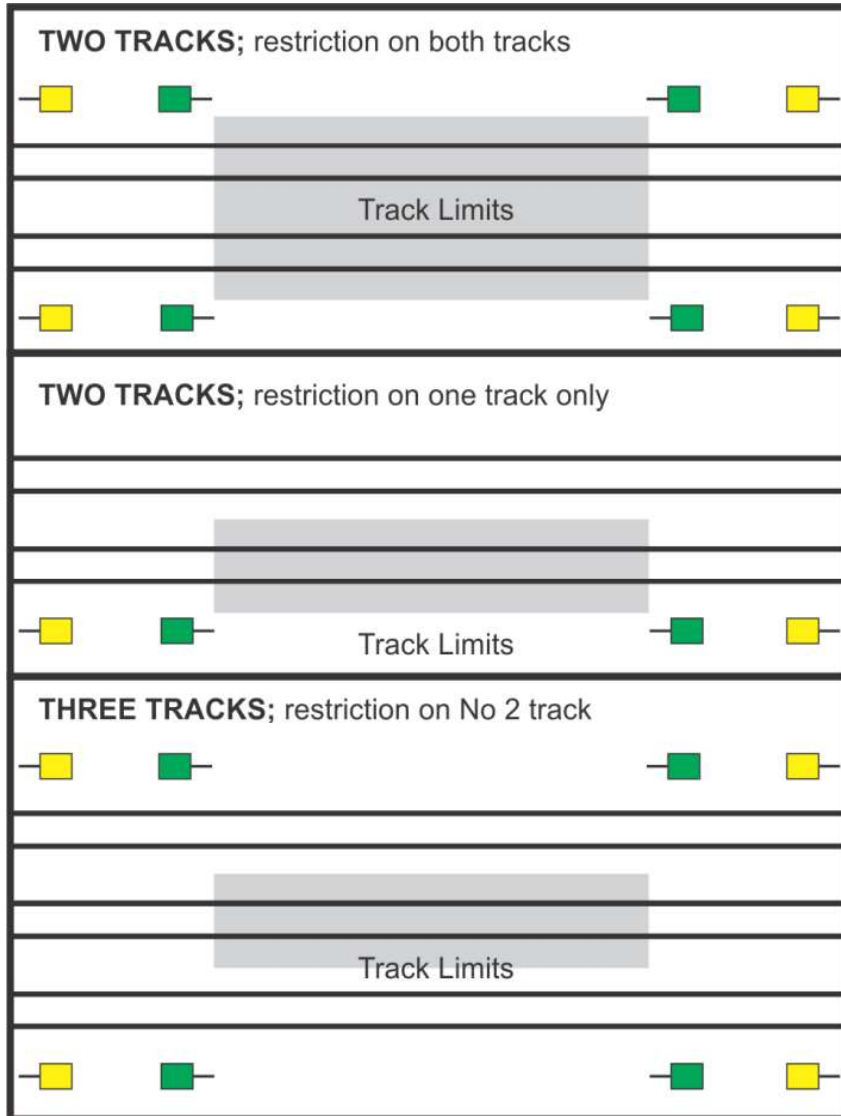 TWO TRACKS; restriction on both tracks
Track Limits
TWO TRACKS; restriction on one track only
Track Limits
THREE TRACKS; restriction on No 2 track
Track Limits